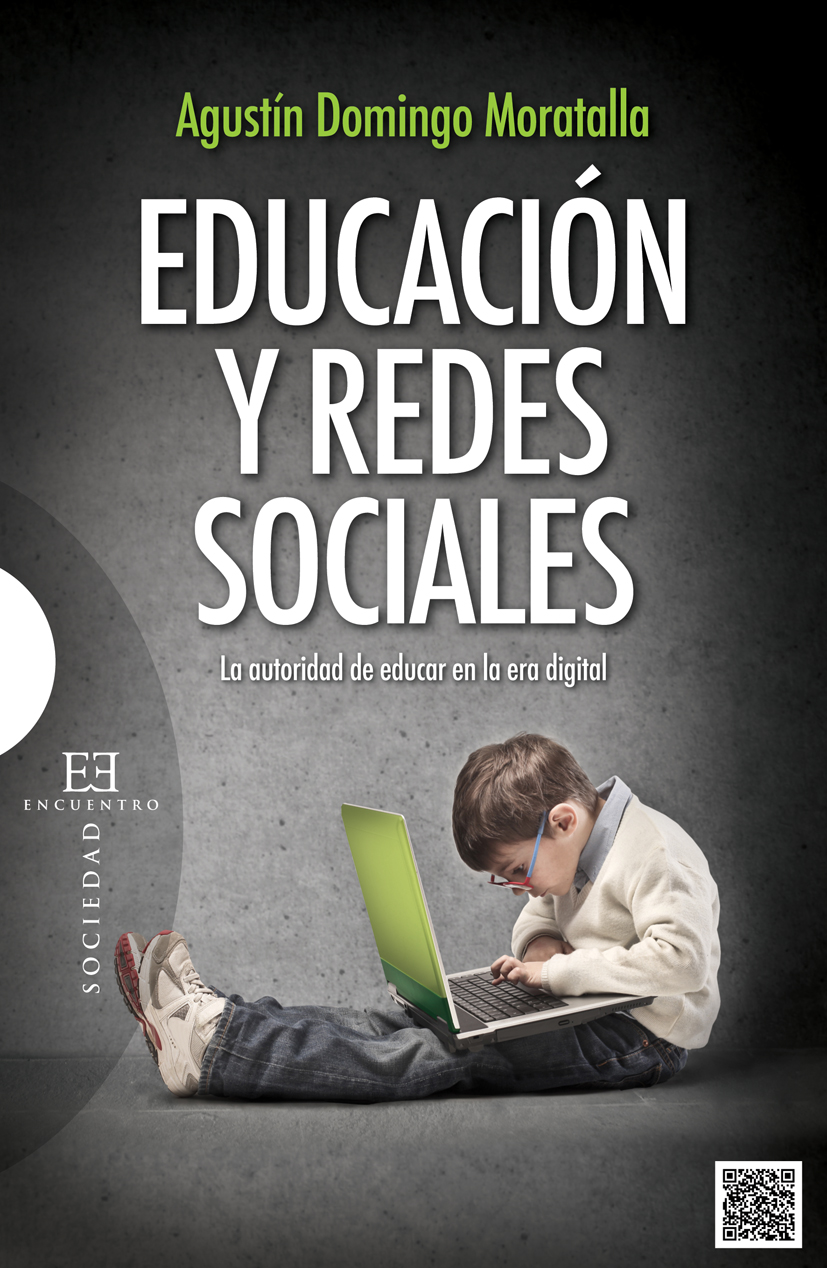 Agustín Domingo Moratalla
EDUCACIÓN
Y REDES
SOCIALES
La autoridad de educar en la era digital
EE
ENCUENTRO
SOCIEDAD